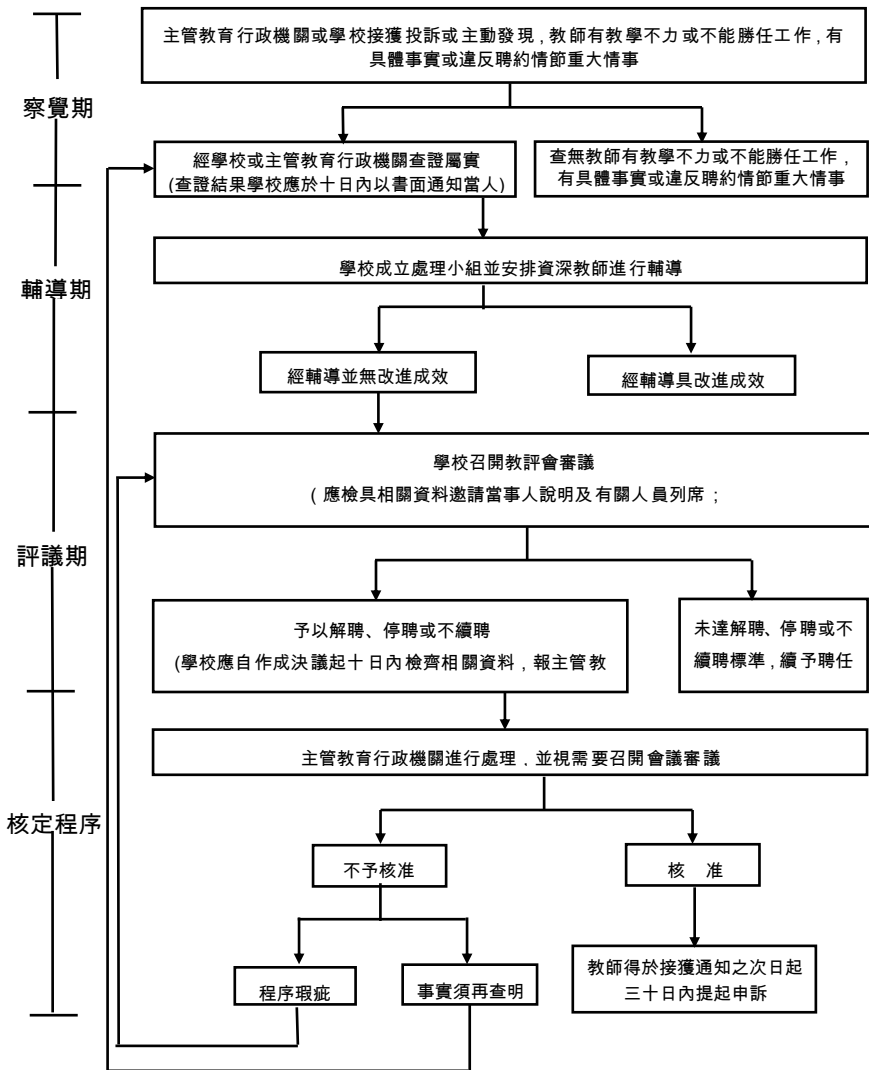 主管教育行政機關或學校接獲投訴或主動發現，教師有教學不力或不能勝任工作，有
具體事實或違反聘約情節重大情事
察覺期
經學校或主管教育行政機關查證屬實
(查證結果學校應於十日內以書面通知當人)
查無教師有教學不力或不能勝任工作，
有具體事實或違反聘約情節重大情事
學校成立處理小組並安排資深教師進行輔導
輔導期
經輔導並無改進成效
經輔導具改進成效
學校召開教評會審議
（應檢具相關資料邀請當事人說明及有關人員列席；
評議期
予以解聘、停聘或不續聘
(學校應自作成決議起十日內檢齊相關資料，報主管教
未達解聘、停聘或不
續聘標準，續予聘任
主管教育行政機關進行處理，並視需要召開會議審議
核定程序
不予核准
核　准
程序瑕疵
事實須再查明
教師得於接獲通知之次日起
三十日內提起申訴